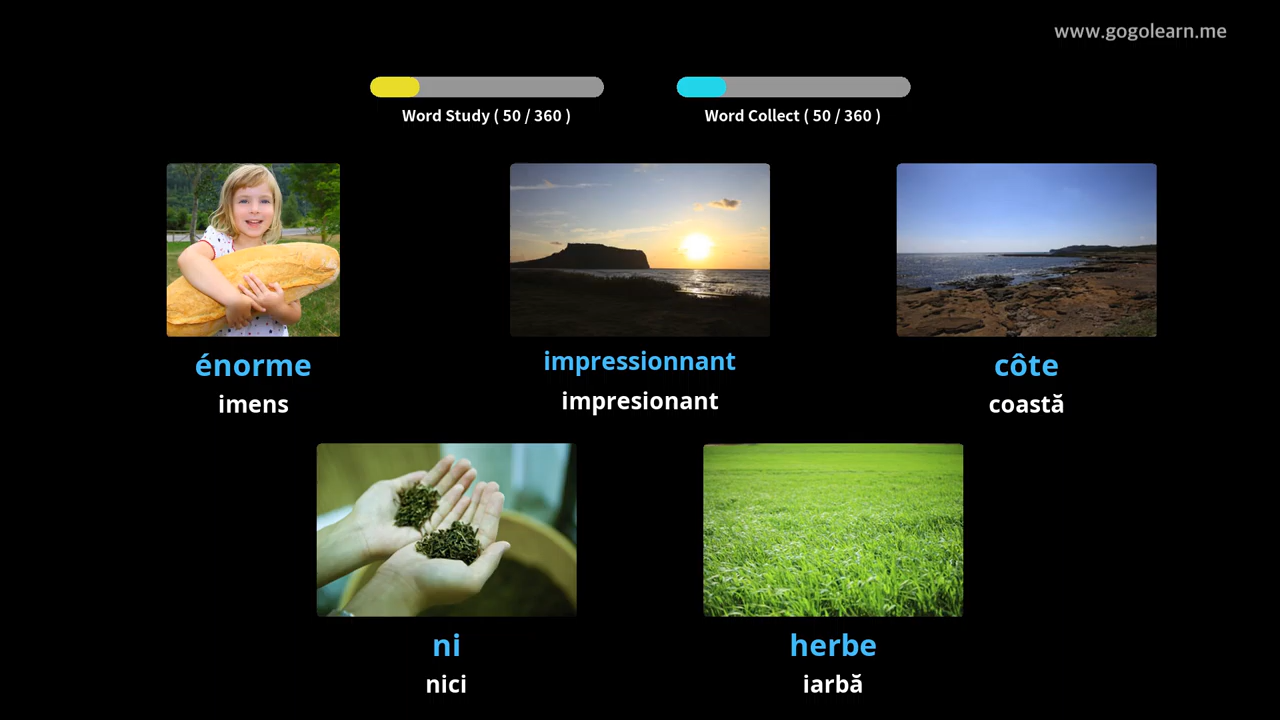 www.gogolearn.me
Word Study ( 50 / 360 )
Word Collect ( 50 / 360 )
énorme
imens
impressionnant
impresionant
côte
coastă
ni
nici
herbe
iarbă